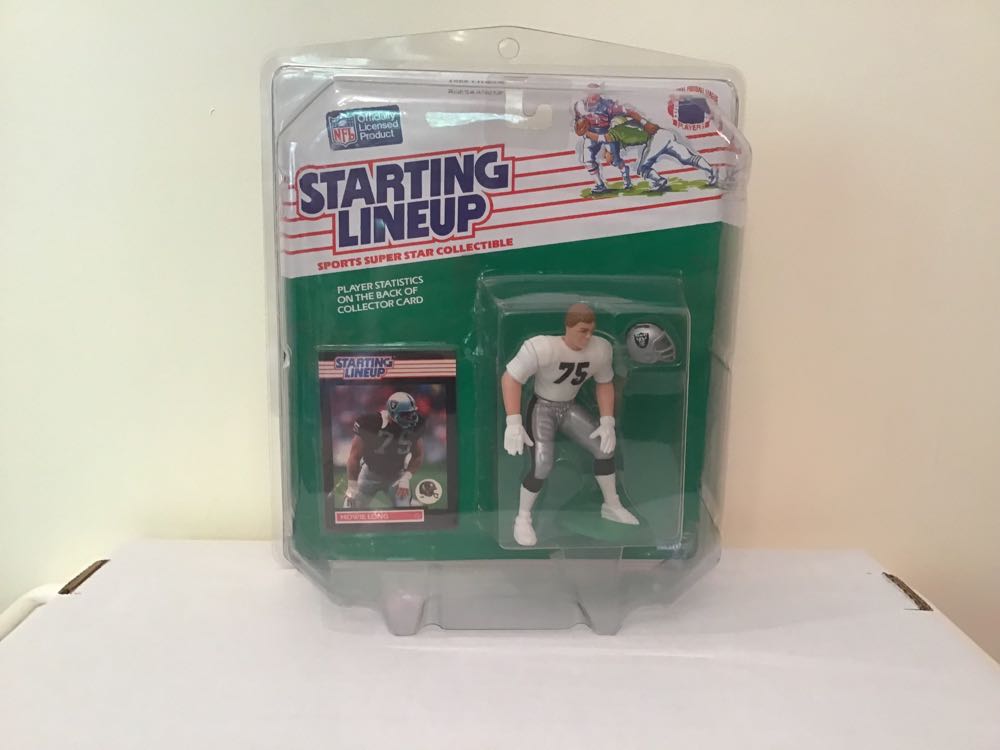 NFL
Officially
Licensed
Product
PLAYERS
STARTING
LINEUP
SPORTS SUPER STAR COLLECTIBLE
PLAYER STATISTICS
ON THE BACK OF
COLLECTOR CARD
STARTING
LINEUP
75
75
HOWIE LONG